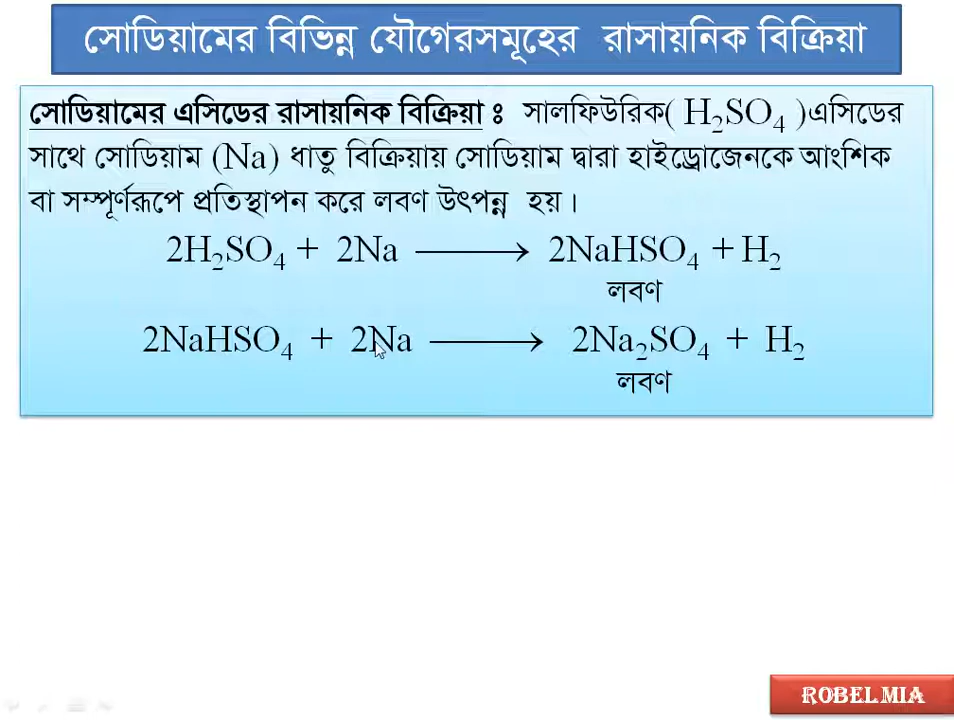 সোডিয়ামের বিভিন্ন যৌগেরসমূহের রাসায়নিক বিক্রিয়া
সোডিয়ামের এসিডের রাসায়নিক বিক্রিয়া ঃ সালফিউরিক( H₂SO₄ )এসিডের
সাথে সোডিয়াম (Na) ধাতু বিক্রিয়ায় সোডিয়াম দ্বারা হাইড্রোজেনকে আংশিক
বা সম্পূর্ণরূপে প্রতিস্থাপন করে লবণ উৎপন্ন হয়।
2H₂SO₄ + 2Na ⟶ 2NaHSO₄ + H₂
লবণ
2NaHSO₄ + 2Na ⟶ 2Na₂SO₄ + H₂
লবণ
ROBEL MIA